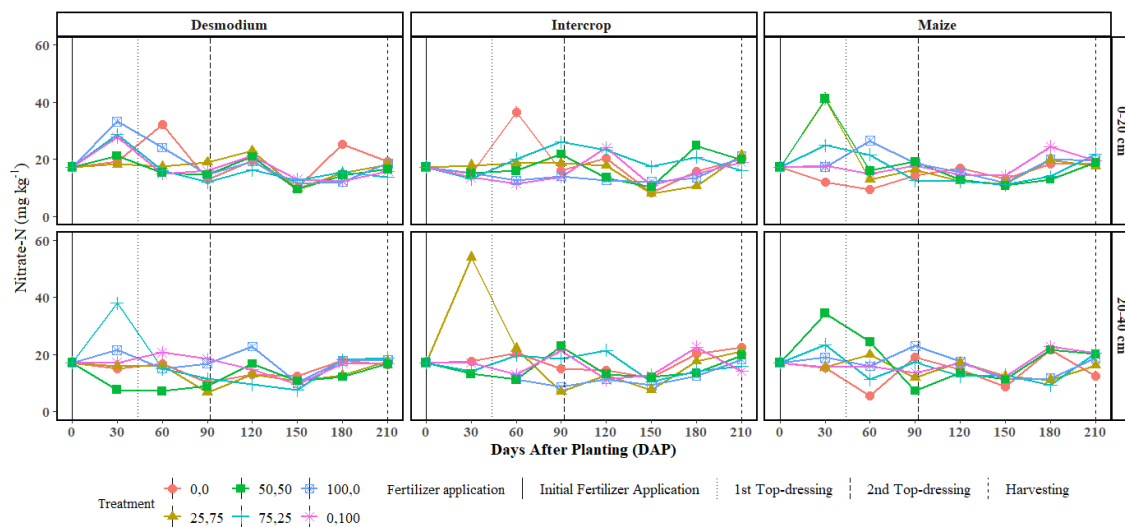 Desmodium Intercrop Maize
60
40
20
0
0-20 cm
60
40
20
0
20-40 cm
Nitrate-N (mg kg⁻¹)
0 30 60 90 120 150 180 210 0 30 60 90 120 150 180 210 0 30 60 90 120 150 180 210
Days After Planting (DAP)
Treatment 0,0 50,50 100,0 Fertilizer application Initial Fertilizer Application 1st Top-dressing 2nd Top-dressing Harvesting
25,75 75,25 0,100